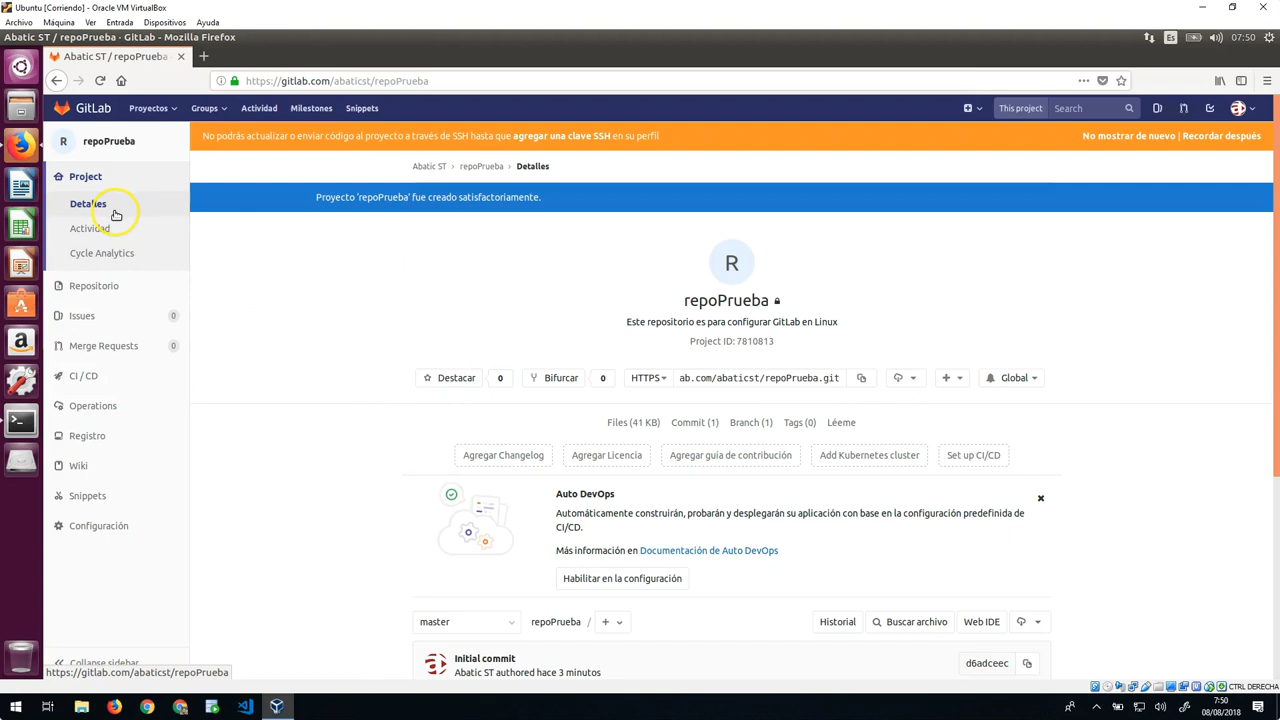 Ubuntu [Corriendo] - Oracle VM VirtualBox
Archivo Máquina Ver Entrada Dispositivos Ayuda
Abatic ST / repoPrueba · GitLab - Mozilla Firefox
Es
07:50
Abatic ST / repoPrueba ·
https://gitlab.com/abaticst/repoPrueba
GitLab
Proyectos
Groups
Actividad
Milestones
Snippets
This project
Search
R
repoPrueba
No podrás actualizar o enviar código al proyecto a través de SSH hasta que agregar una clave SSH en su perfil
No mostrar de nuevo | Recordar después
Project
Detalles
Actividad
Cycle Analytics
Repositorio
Issues 0
Merge Requests 0
CI / CD
Operations
Registro
Wiki
Snippets
Configuración
Collapse sidebar
https://gitlab.com/abaticst/repoPrueba
Abatic ST > repoPrueba > Detalles
Proyecto 'repoPrueba' fue creado satisfactoriamente.
R
repoPrueba
Este repositorio es para configurar GitLab en Linux
Project ID: 7810813
Destacar 0 Bifurcar 0 HTTPS ab.com/abaticst/repoPrueba.git + Global
Files (41 KB) Commit (1) Branch (1) Tags (0) Léeme
Agregar Changelog Agregar Licencia Agregar guía de contribución Add Kubernetes cluster Set up CI/CD
Auto DevOps
Automáticamente construirán, probarán y desplegarán su aplicación con base en la configuración predefinida de
CI/CD.
Más información en Documentación de Auto DevOps
Habilitar en la configuración
master repoPrueba / + Historial Buscar archivo Web IDE
Initial commit
Abatic ST authored hace 3 minutos
d6adceec
CTRL DERECHA
7:50
08/08/2018